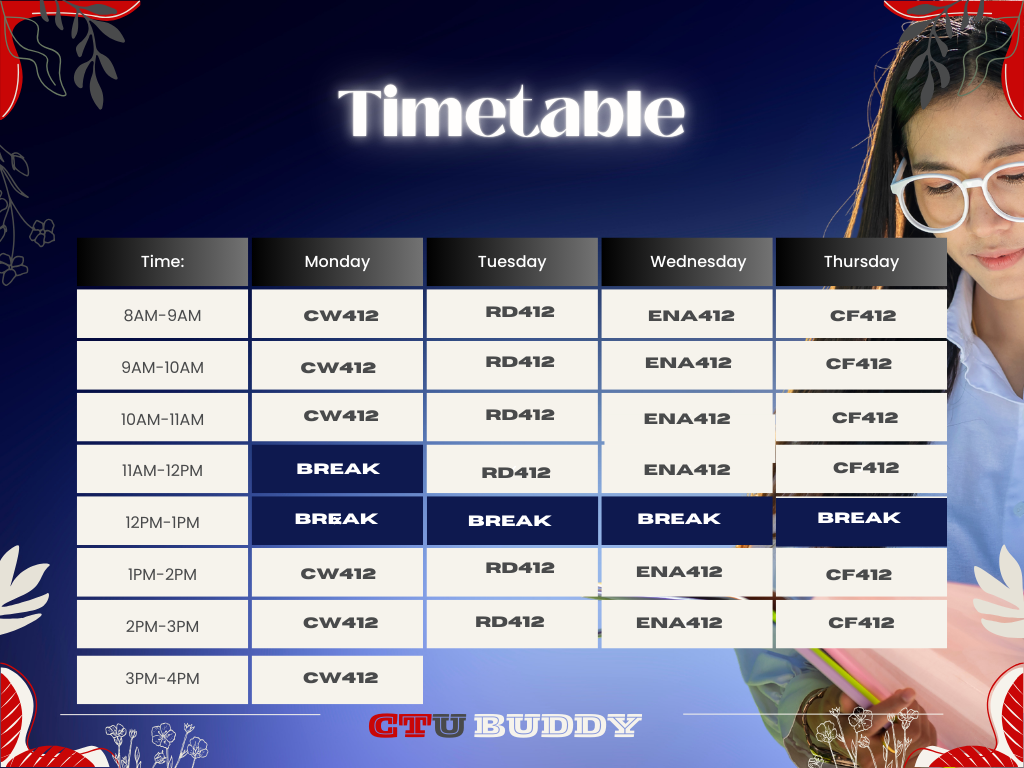 Timetable
Time: Monday Tuesday Wednesday Thursday
8AM-9AM CW412 RD412 ENA412 CF412
9AM-10AM CW412 RD412 ENA412 CF412
10AM-11AM CW412 RD412 ENA412 CF412
11AM-12PM BREAK RD412 ENA412 CF412
12PM-1PM BREAK BREAK BREAK BREAK
1PM-2PM CW412 RD412 ENA412 CF412
2PM-3PM CW412 RD412 ENA412 CF412
3PM-4PM CW412
CTU BUDDY